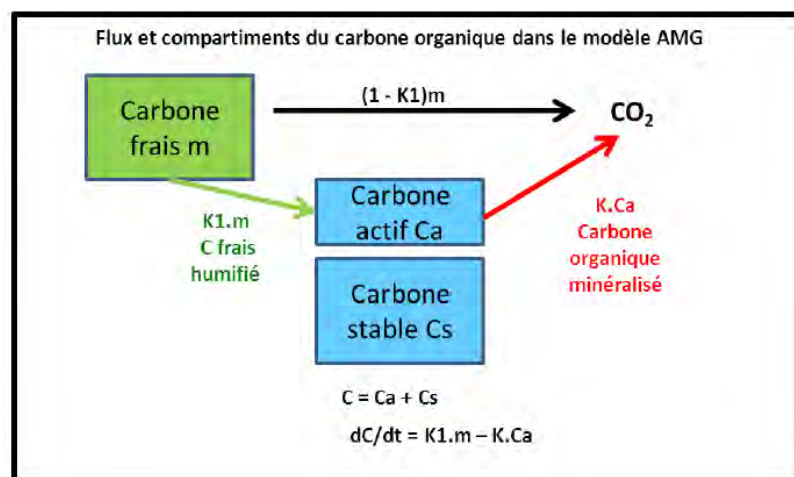 Flux et compartiments du carbone organique dans le modèle AMG
Carbone
frais m
(1 - K1)m
CO₂
K1.m
C frais
humifié
Carbone
actif Ca
K.Ca
Carbone
organique
minéralisé
Carbone
stable Cs
C = Ca + Cs
dC/dt = K1.m – K.Ca